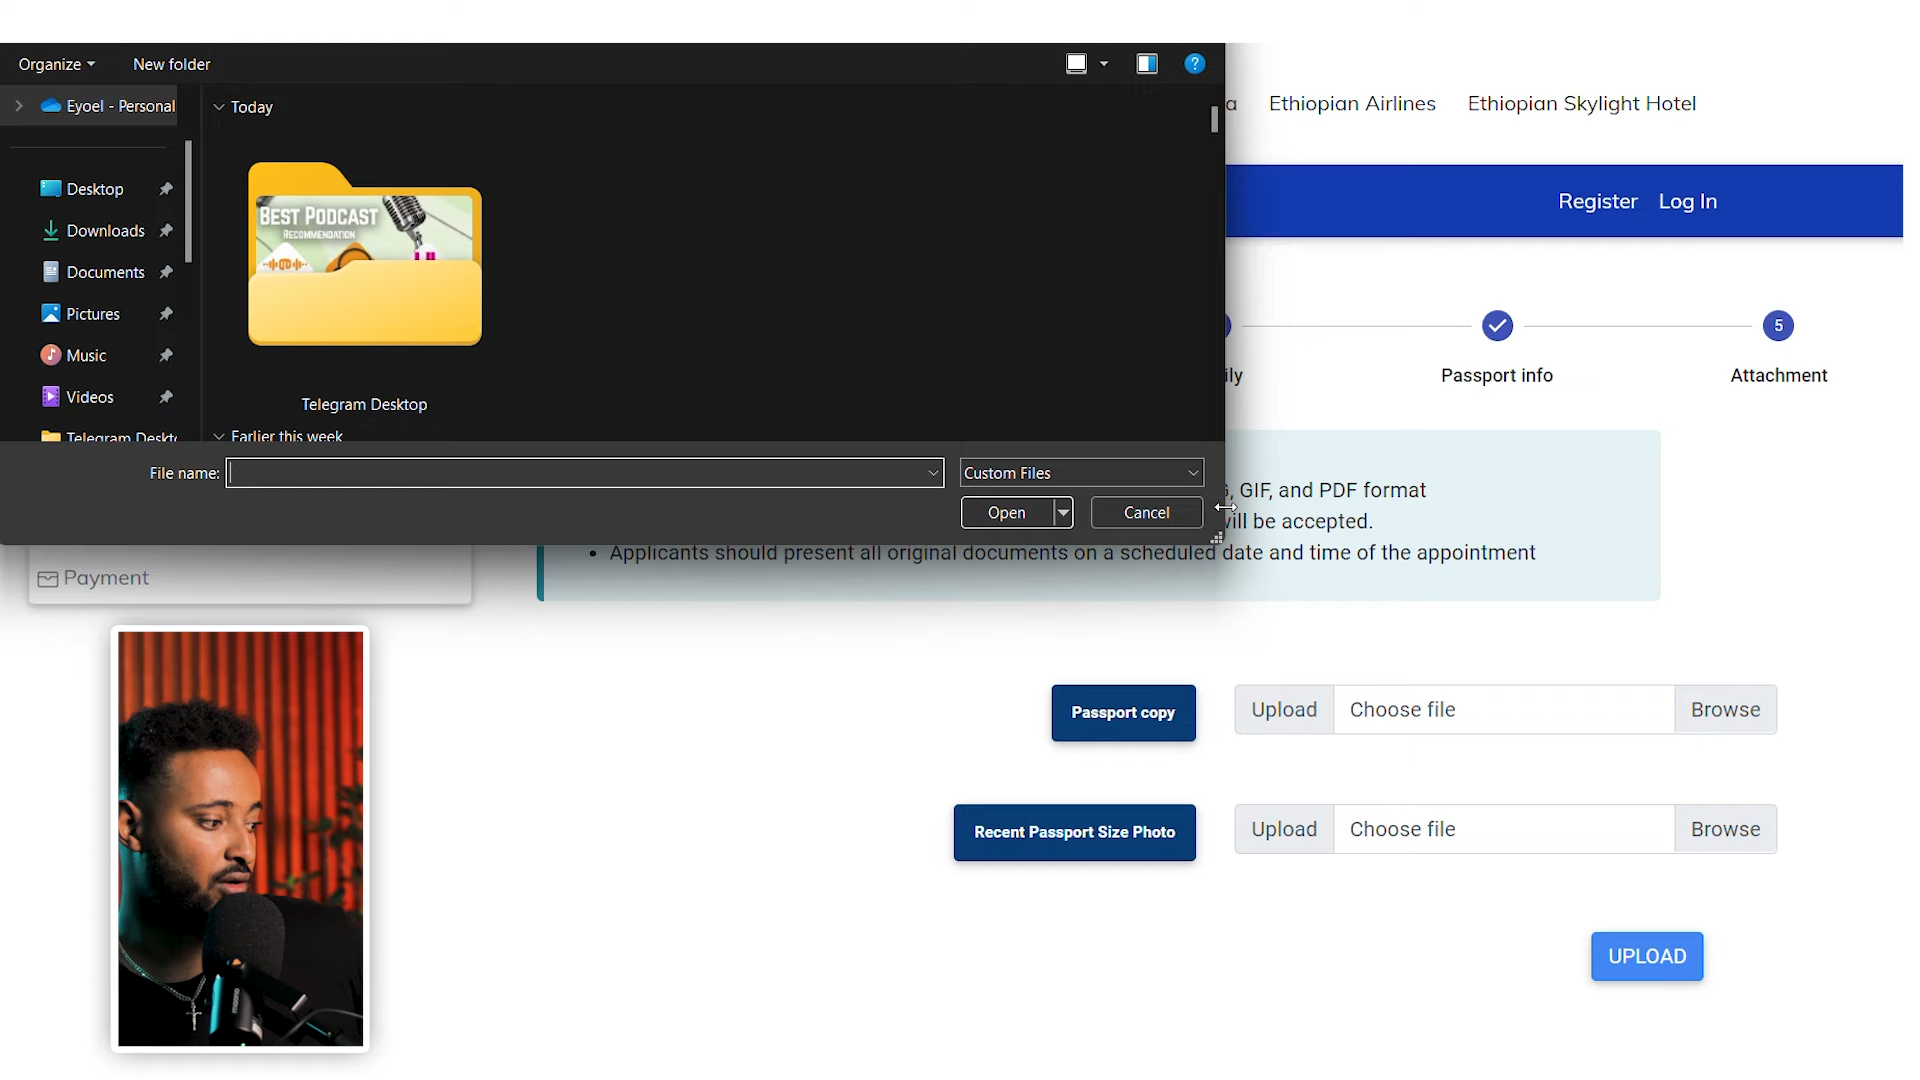 Organize
New folder
?
Eyoel - Personal
Today
a
Ethiopian Airlines
Ethiopian Skylight Hotel
Desktop
Downloads
Documents
Pictures
Music
Videos
BEST PODCAST
RECOMMENDATION
Telegram Desktop
Earlier this week
Register
Log In
5
ily
Passport info
Attachment
File name:
Custom Files
Open
Cancel
, GIF, and PDF format
will be accepted.
• Applicants should present all original documents on a scheduled date and time of the appointment
Payment
Passport copy
Upload
Choose file
Browse
Recent Passport Size Photo
Upload
Choose file
Browse
UPLOAD
maono